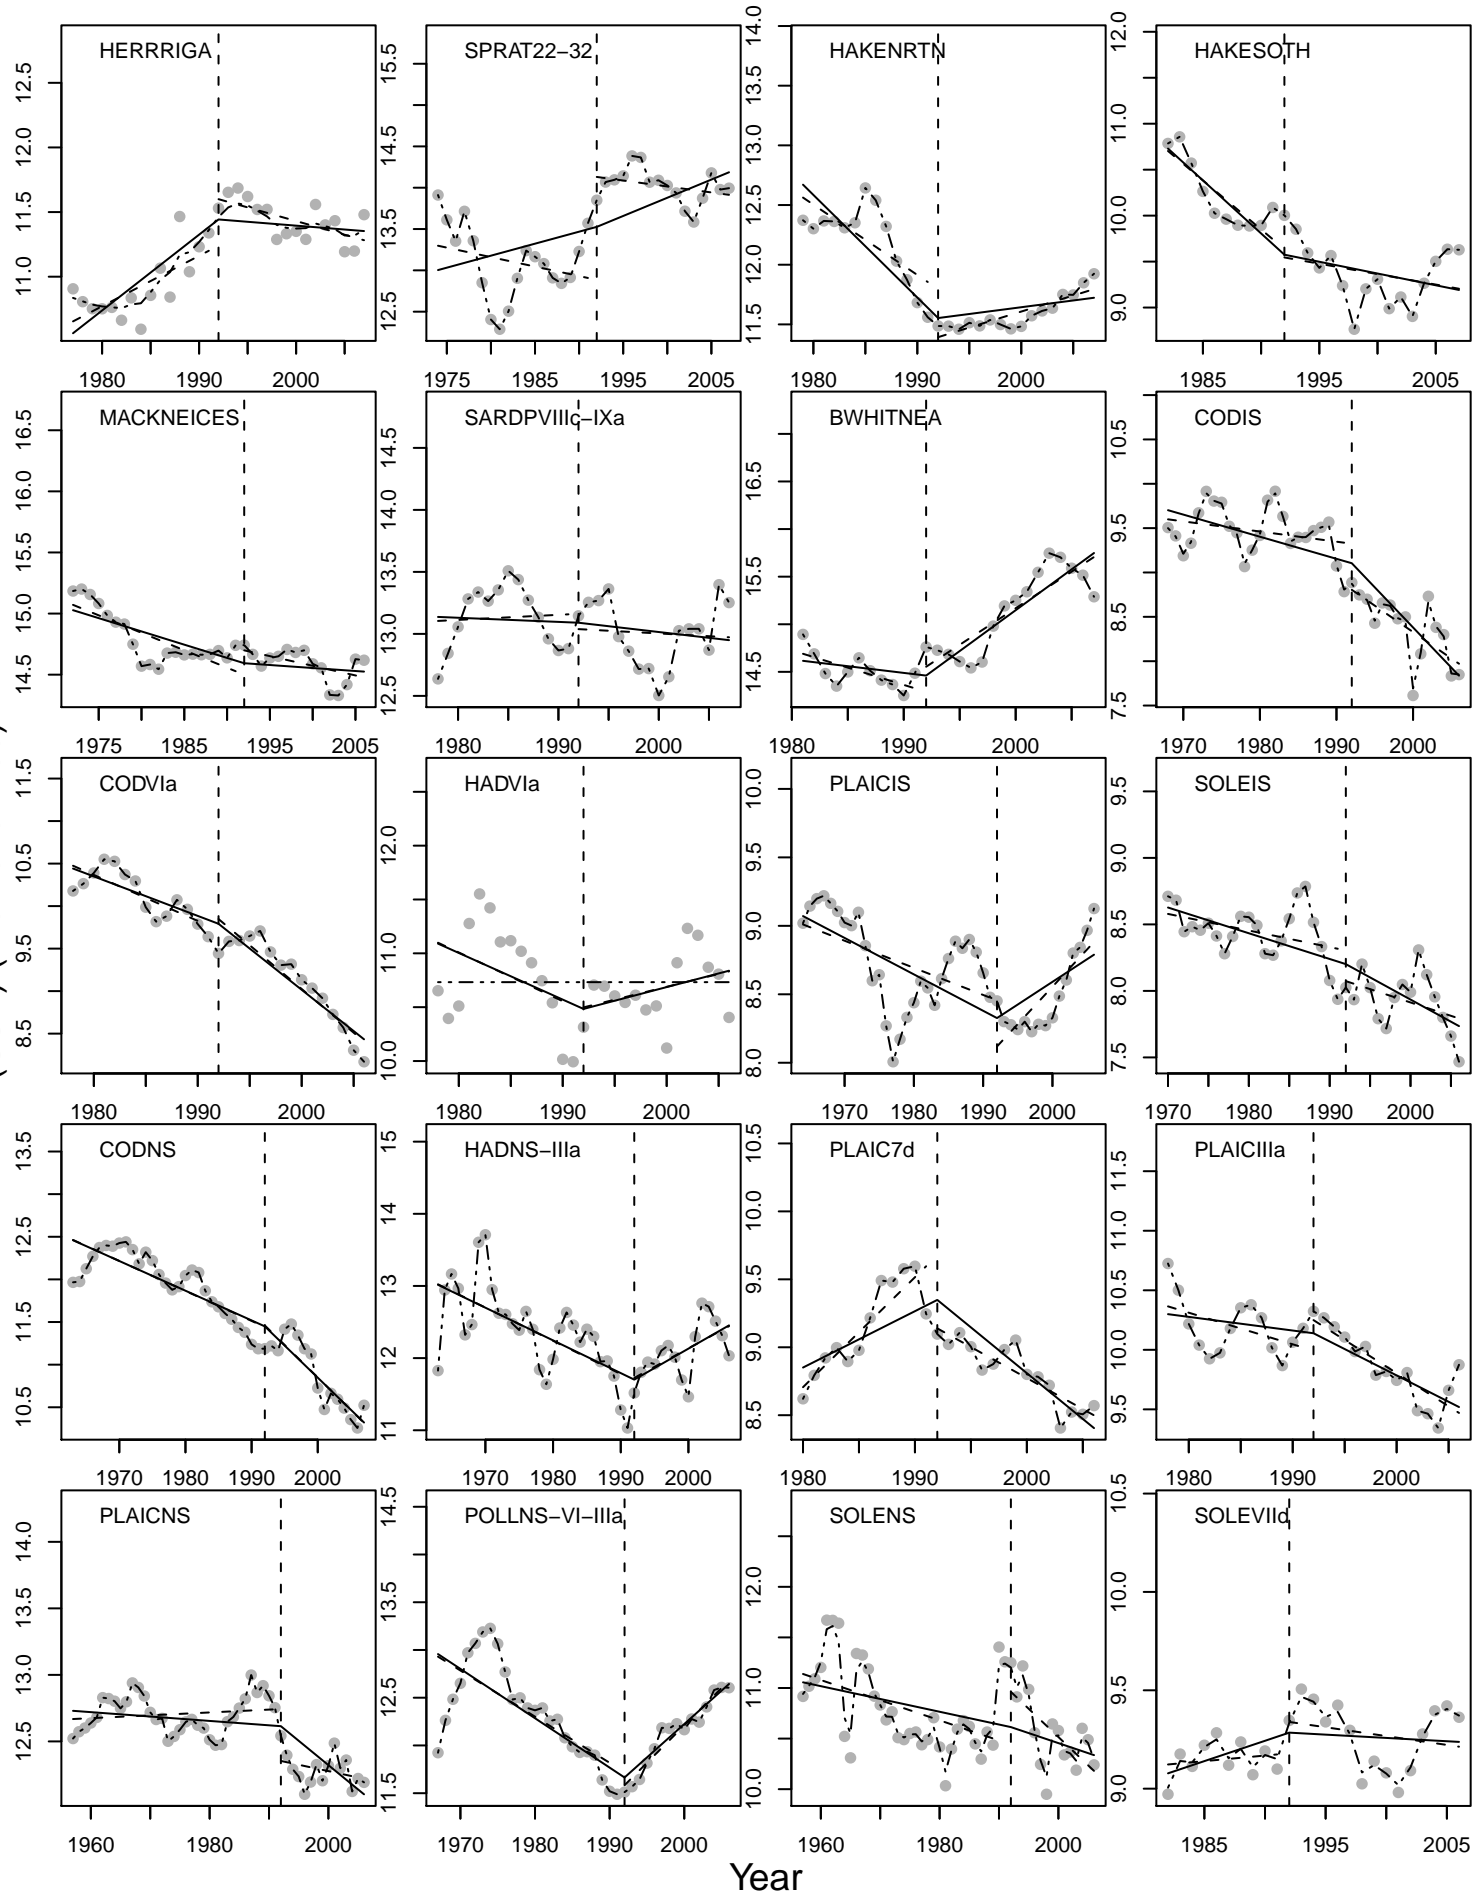 HERRRIGA SPRAT22−32 HAKENRTN HAKESOTH
11.0 11.5 12.0 12.5
12.5 13.5 14.5 15.5
11.5 12.0 12.5 13.0 13.5 14.0
9.0 10.0 11.0 12.0
1980 1990 2000 1975 1985 1995 2005 1980 1990 2000 1985 1995 2005
MACKNEICES SARDPVIIIc−IXa BWHITNEA CODIS
14.5 15.0 15.5 16.0 16.5
12.5 13.0 13.5 14.0 14.5
14.5 15.5 16.5
7.5 8.5 9.5 10.5
1975 1985 1995 2005 1980 1990 2000 1980 1990 2000 1970 1980 1990 2000
CODVIa HADVIa PLAICIS SOLEIS
8.5 9.5 10.5 11.5
10.0 11.0 12.0
8.0 8.5 9.0 9.5 10.0
7.5 8.0 8.5 9.0 9.5
1980 1990 2000 1980 1990 2000 1970 1980 1990 2000 1970 1980 1990 2000
CODNS HADNS−IIIa PLAIC7d PLAICIIIa
10.5 11.5 12.5 13.5
11 12 13 14 15
8.5 9.0 9.5 10.0 10.5
9.5 10.0 10.5 11.0 11.5
1970 1980 1990 2000 1970 1980 1990 2000 1980 1990 2000 1980 1990 2000
PLAICNS POLLNS−VI−IIIa SOLENS SOLEVIId
12.5 13.0 13.5 14.0
11.5 12.5 13.5 14.5
10.0 11.0 12.0
9.0 9.5 10.0 10.5
1960 1980 2000 1970 1980 1990 2000 1960 1980 2000 1985 1995 2005
Year